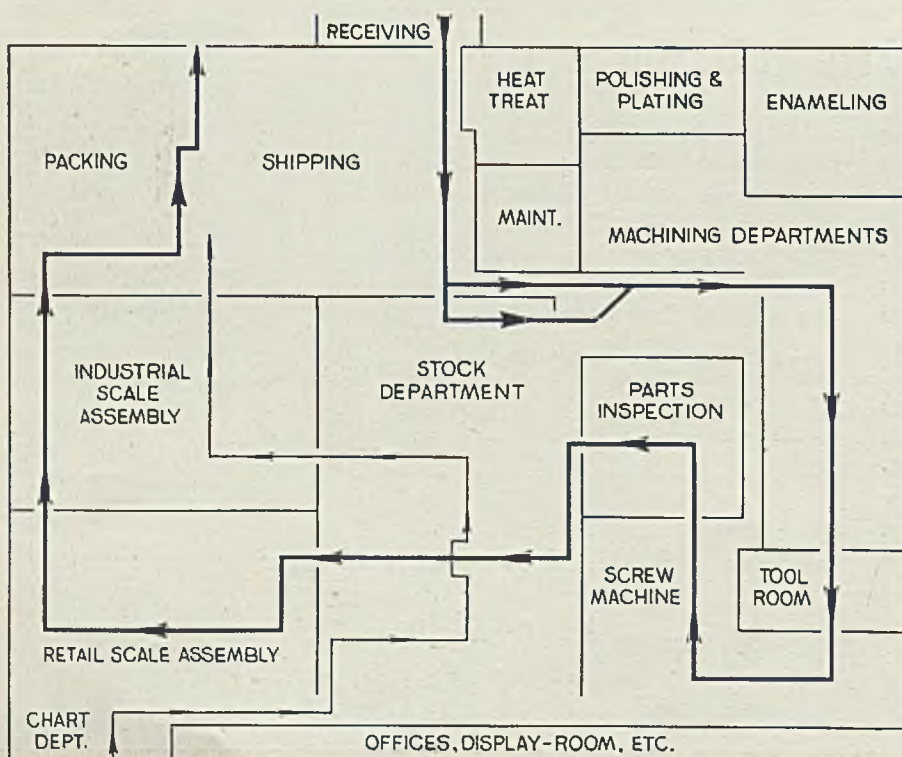 RECEIVING
HEAT
TREAT
POLISHING &
PLATING
ENAMELING
PACKING
SHIPPING
MAINT.
MACHINING DEPARTMENTS
INDUSTRIAL
SCALE
ASSEMBLY
STOCK
DEPARTMENT
PARTS
INSPECTION
SCREW
MACHINE
TOOL
ROOM
RETAIL SCALE ASSEMBLY
CHART
DEPT.
OFFICES, DISPLAY-ROOM, ETC.